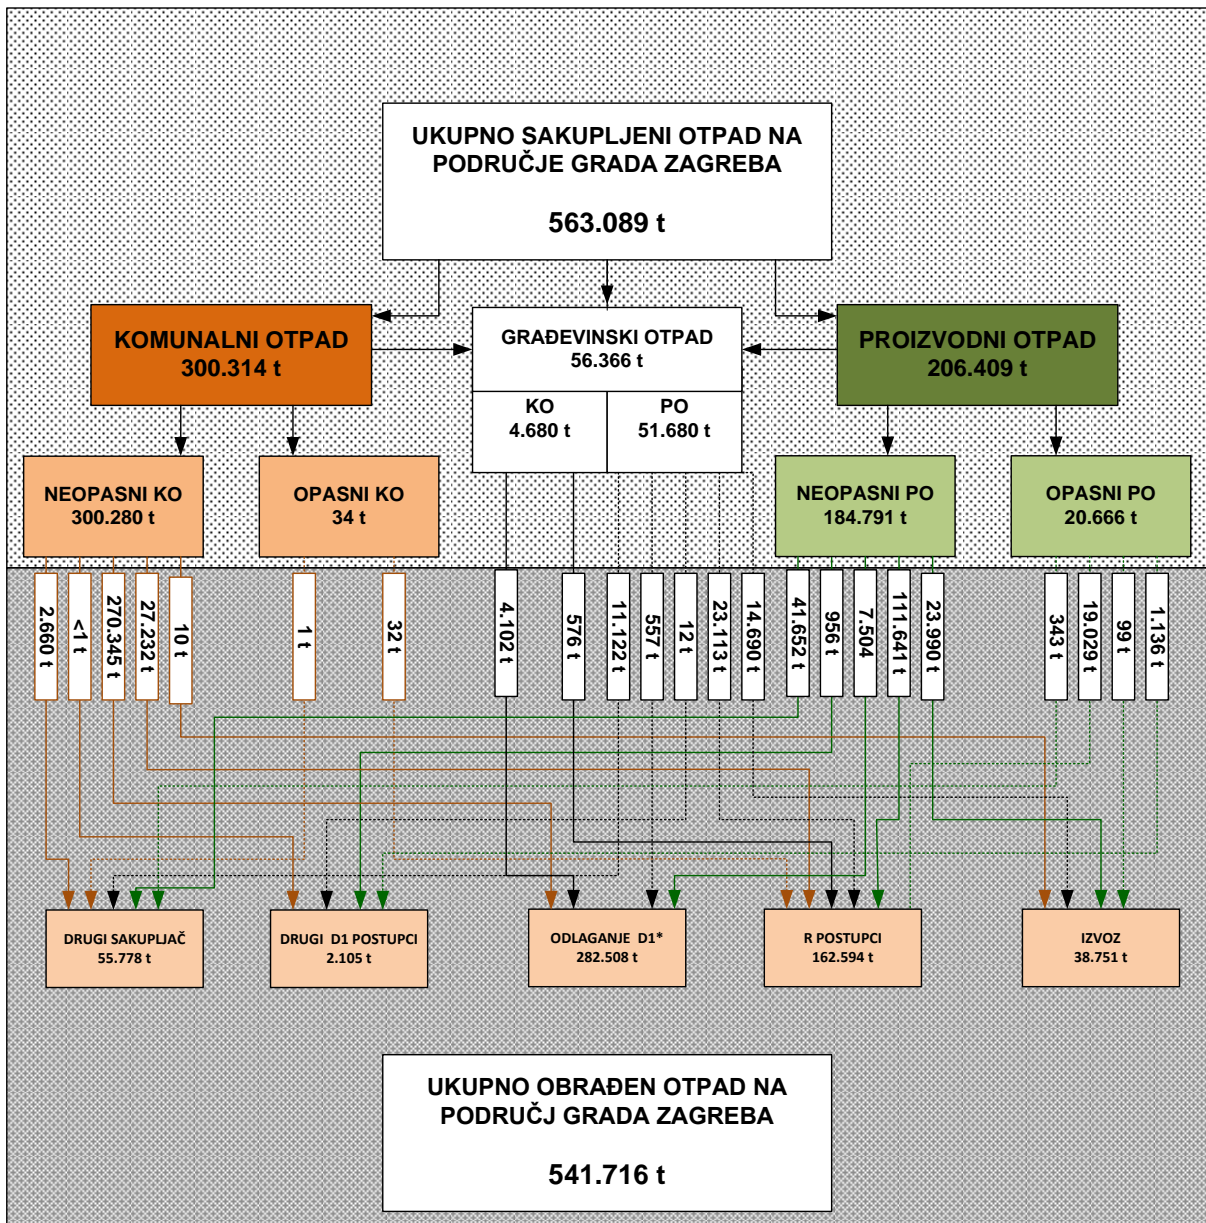 UKUPNO SAKUPLJENI OTPAD NA
PODRUČJE GRADA ZAGREBA
563.089 t
KOMUNALNI OTPAD
300.314 t
GRAĐEVINSKI OTPAD
56.366 t
PROIZVODNI OTPAD
206.409 t
KO
4.680 t
PO
51.680 t
NEOPASNI KO
300.280 t
OPASNI KO
34 t
NEOPASNI PO
184.791 t
OPASNI PO
20.666 t
2.660 t
<1 t
270.345 t
27.232 t
10 t
1 t
32 t
4.102 t
576 t
11.122 t
557 t
12 t
23.113 t
14.690 t
41.652 t
956 t
7.504
111.641 t
23.990 t
343 t
19.029 t
99 t
1.136 t
DRUGI SAKUPLJAČ
55.778 t
DRUGI D1 POSTUPCI
2.105 t
ODLAGANJE D1*
282.508 t
R POSTUPCI
162.594 t
IZVOZ
38.751 t
UKUPNO OBRAĐEN OTPAD NA
PODRUČJ GRADA ZAGREBA
541.716 t